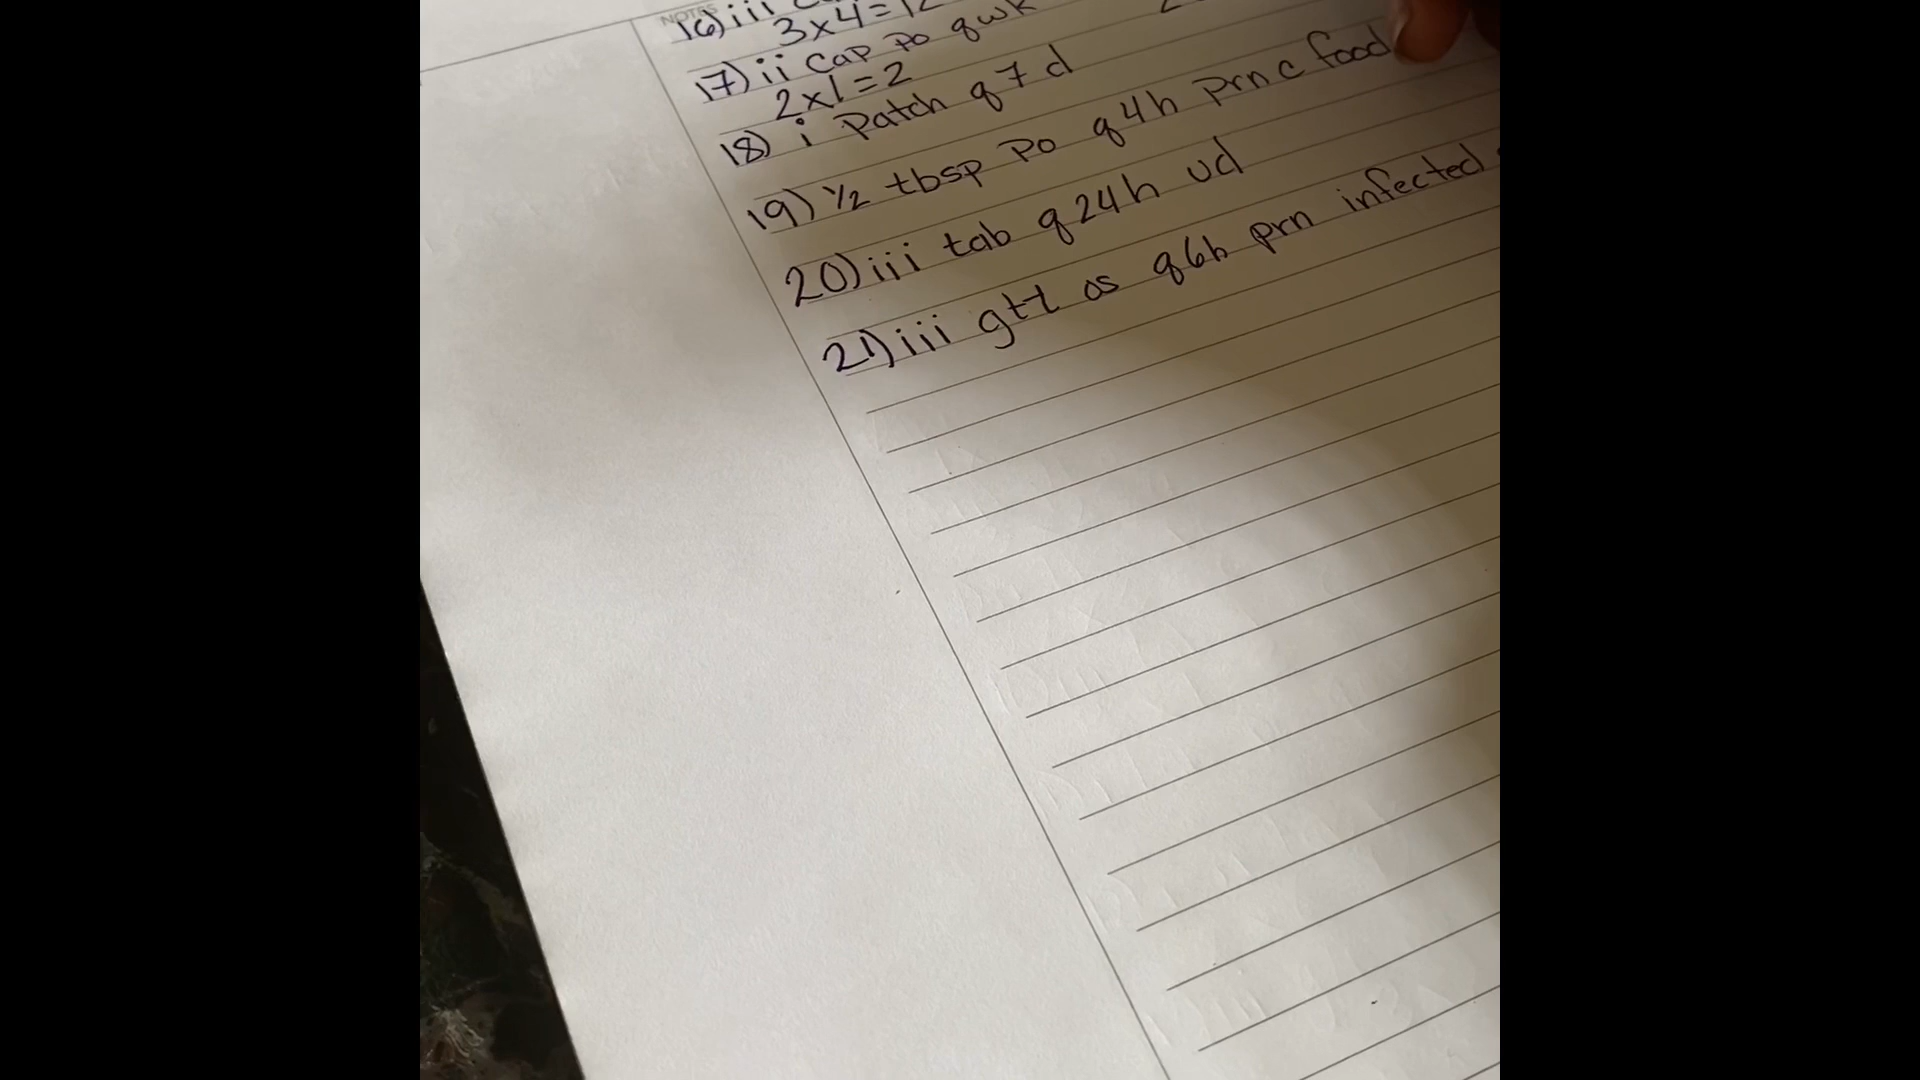 NOTES
16) iii
3x4=12
17) ii Cap Po qwk
2x1=2
18) i Patch q7d
19) ½ tbsp Po q4h prn c food
20) iii tab q24h ud
21) iii gtt os q6h prn infected